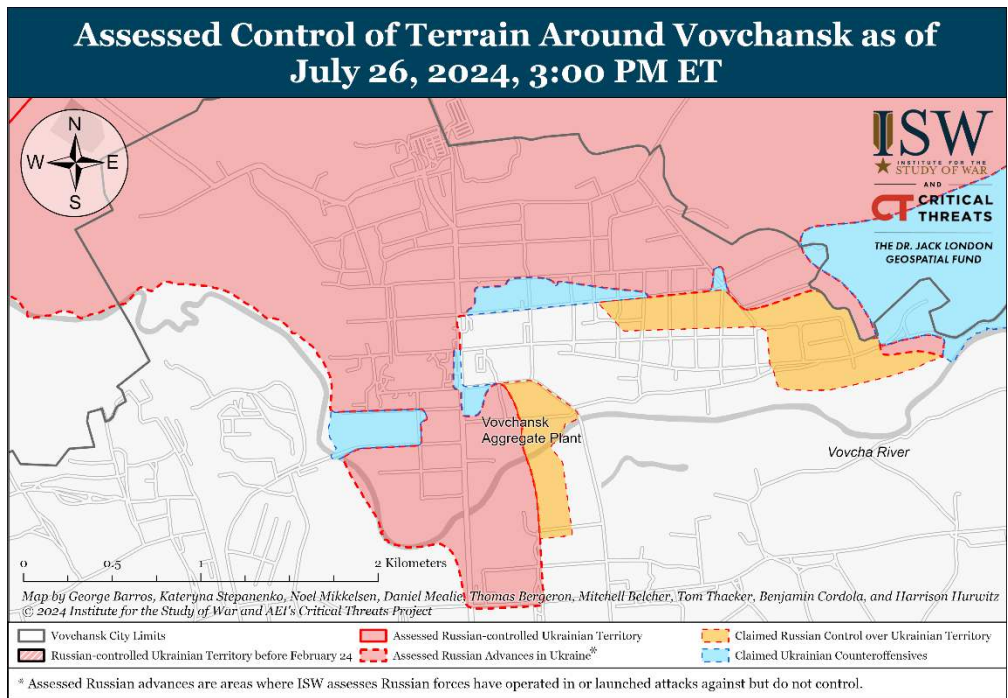 Assessed Control of Terrain Around Vovchansk as of
July 26, 2024, 3:00 PM ET
N
W E
S
ISW
INSTITUTE FOR THE
STUDY OF WAR
AND
CT CRITICAL
THREATS
THE DR. JACK LONDON
GEOSPATIAL FUND
Vovchansk
Aggregate Plant
Vovcha River
0 0.5 1 2 Kilometers
Map by George Barros, Kateryna Stepanenko, Noel Mikkelsen, Daniel Mealie, Thomas Bergeron, Mitchell Belcher, Tom Thacker, Benjamin Cordola, and Harrison Hurwitz
© 2024 Institute for the Study of War and AEI's Critical Threats Project
Vovchansk City Limits
Assessed Russian-controlled Ukrainian Territory
Claimed Russian Control over Ukrainian Territory
Russian-controlled Ukrainian Territory before February 24
Assessed Russian Advances in Ukraine*
Claimed Ukrainian Counteroffensives
* Assessed Russian advances are areas where ISW assesses Russian forces have operated in or launched attacks against but do not control.